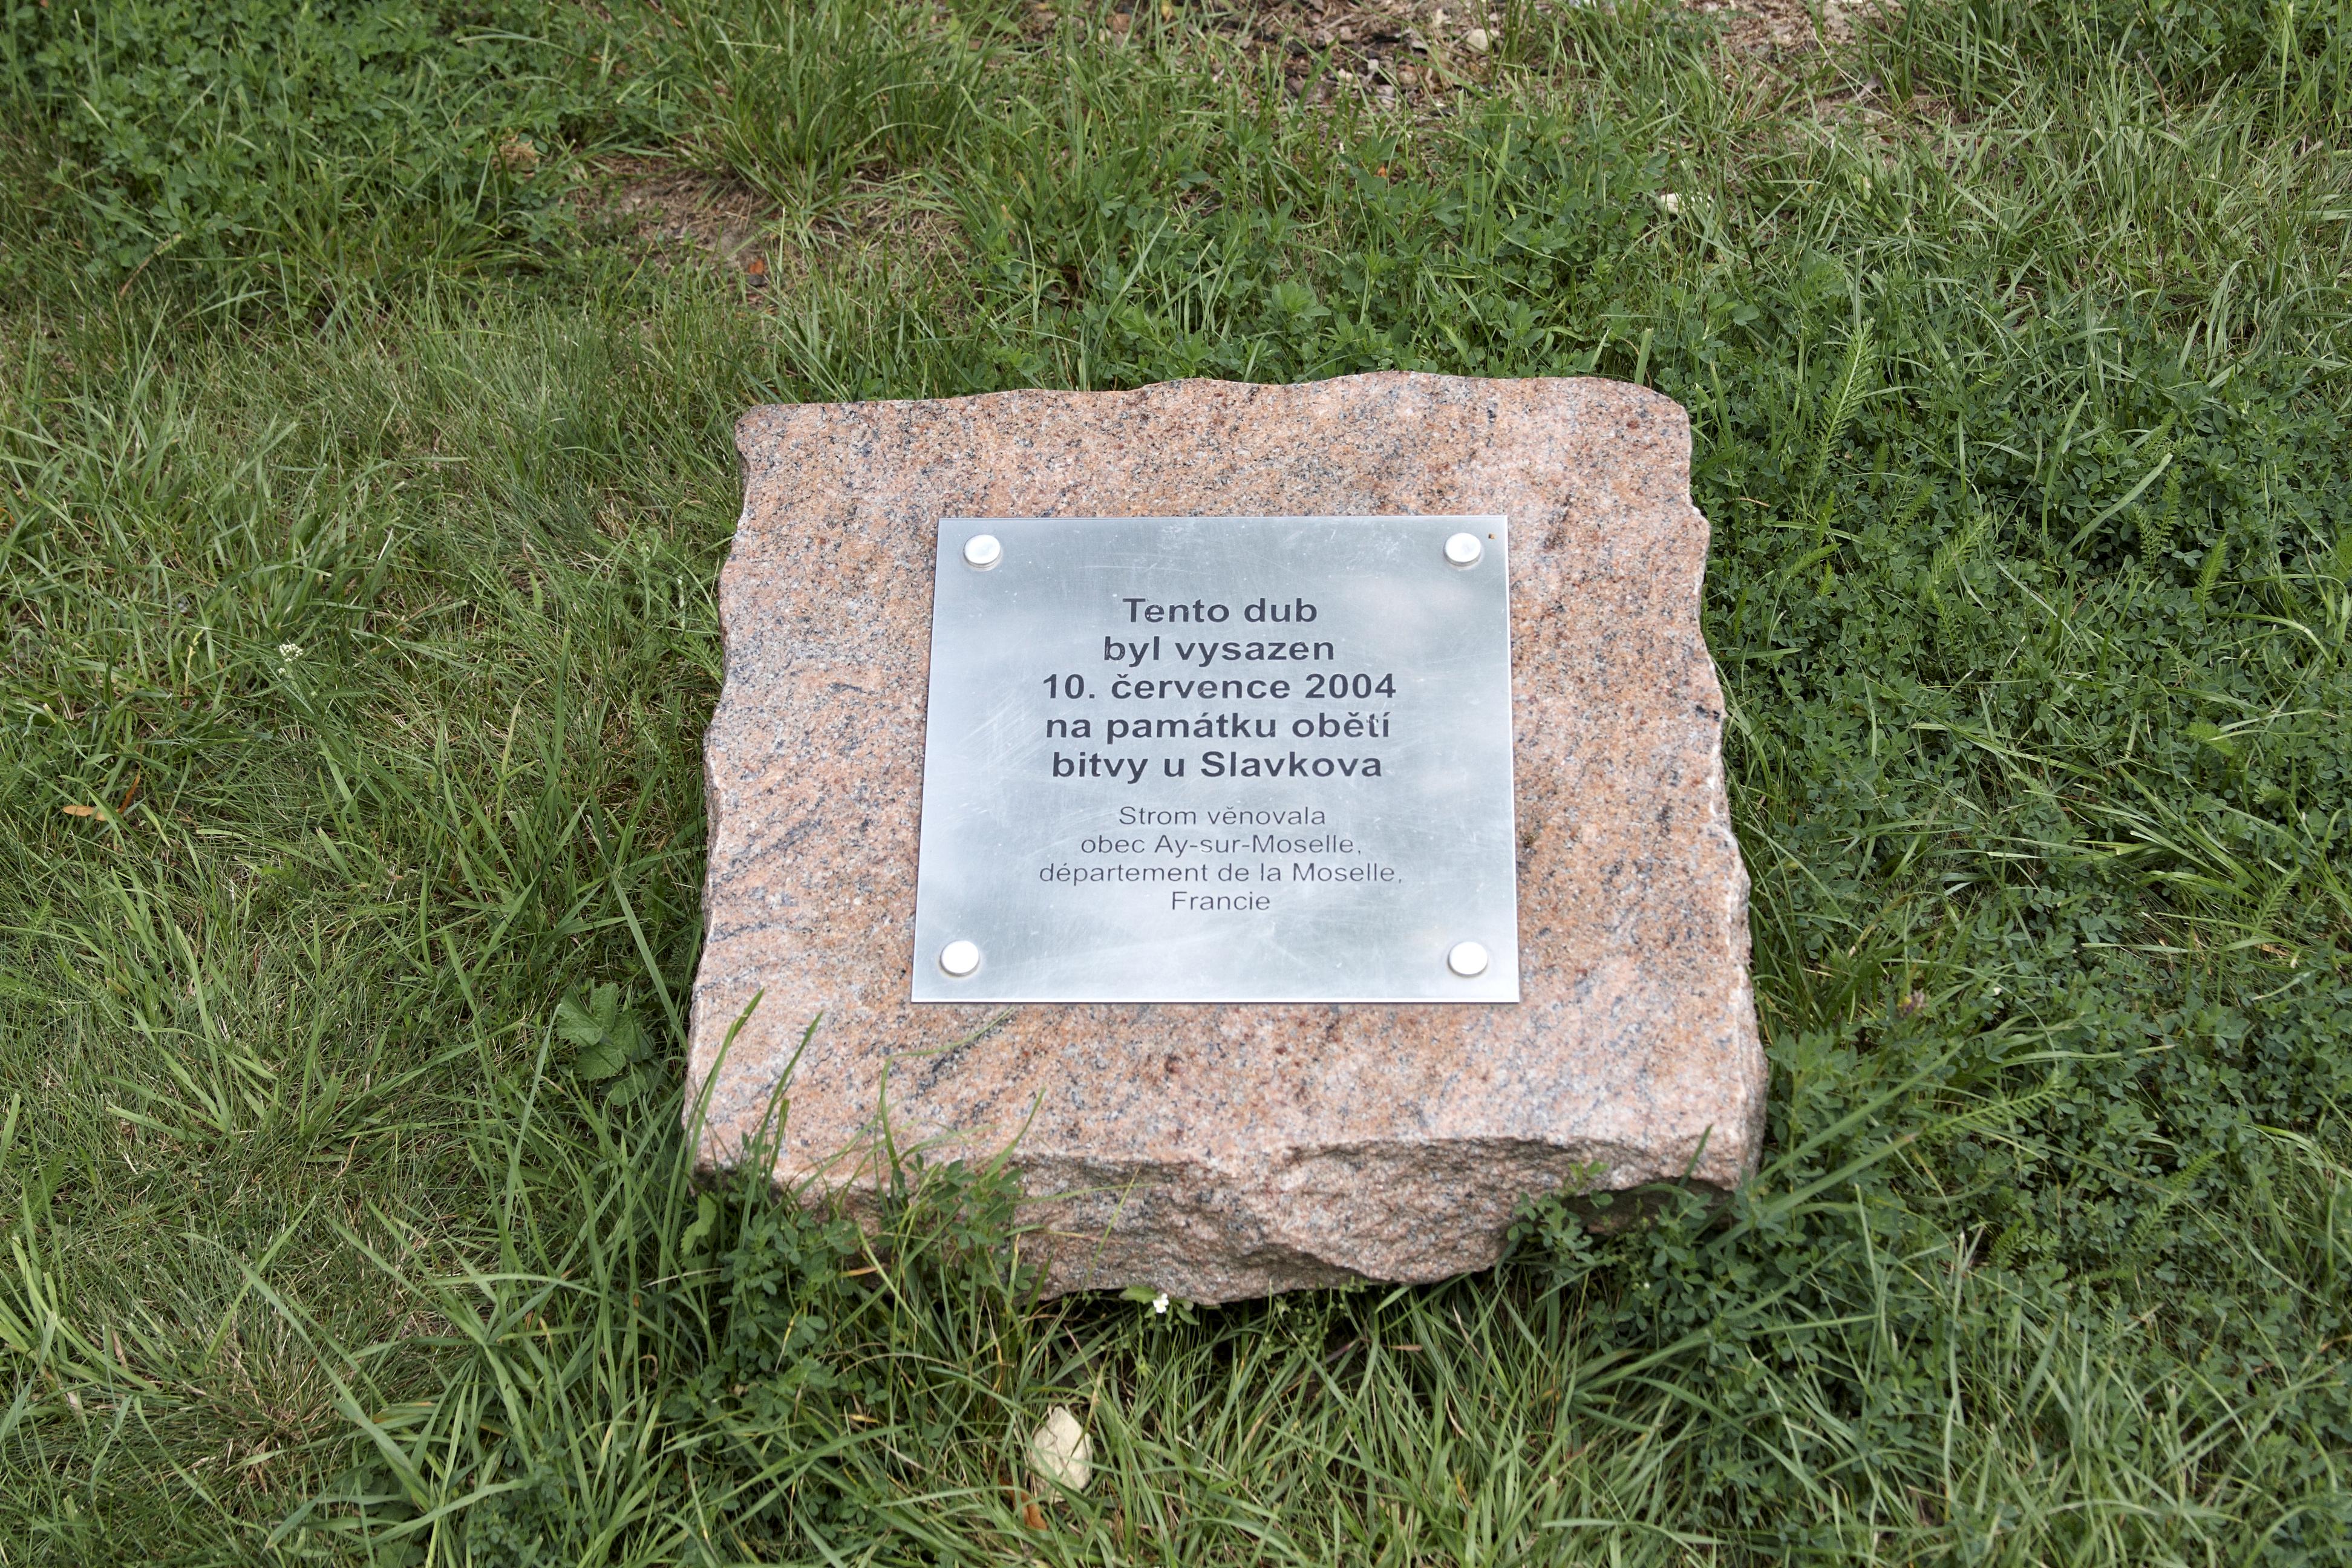 Tento dub
byl vysazen
10. července 2004
na památku obětí
bitvy u Slavkova
Strom věnovala
obec Ay-sur-Moselle,
département de la Moselle,
Francie